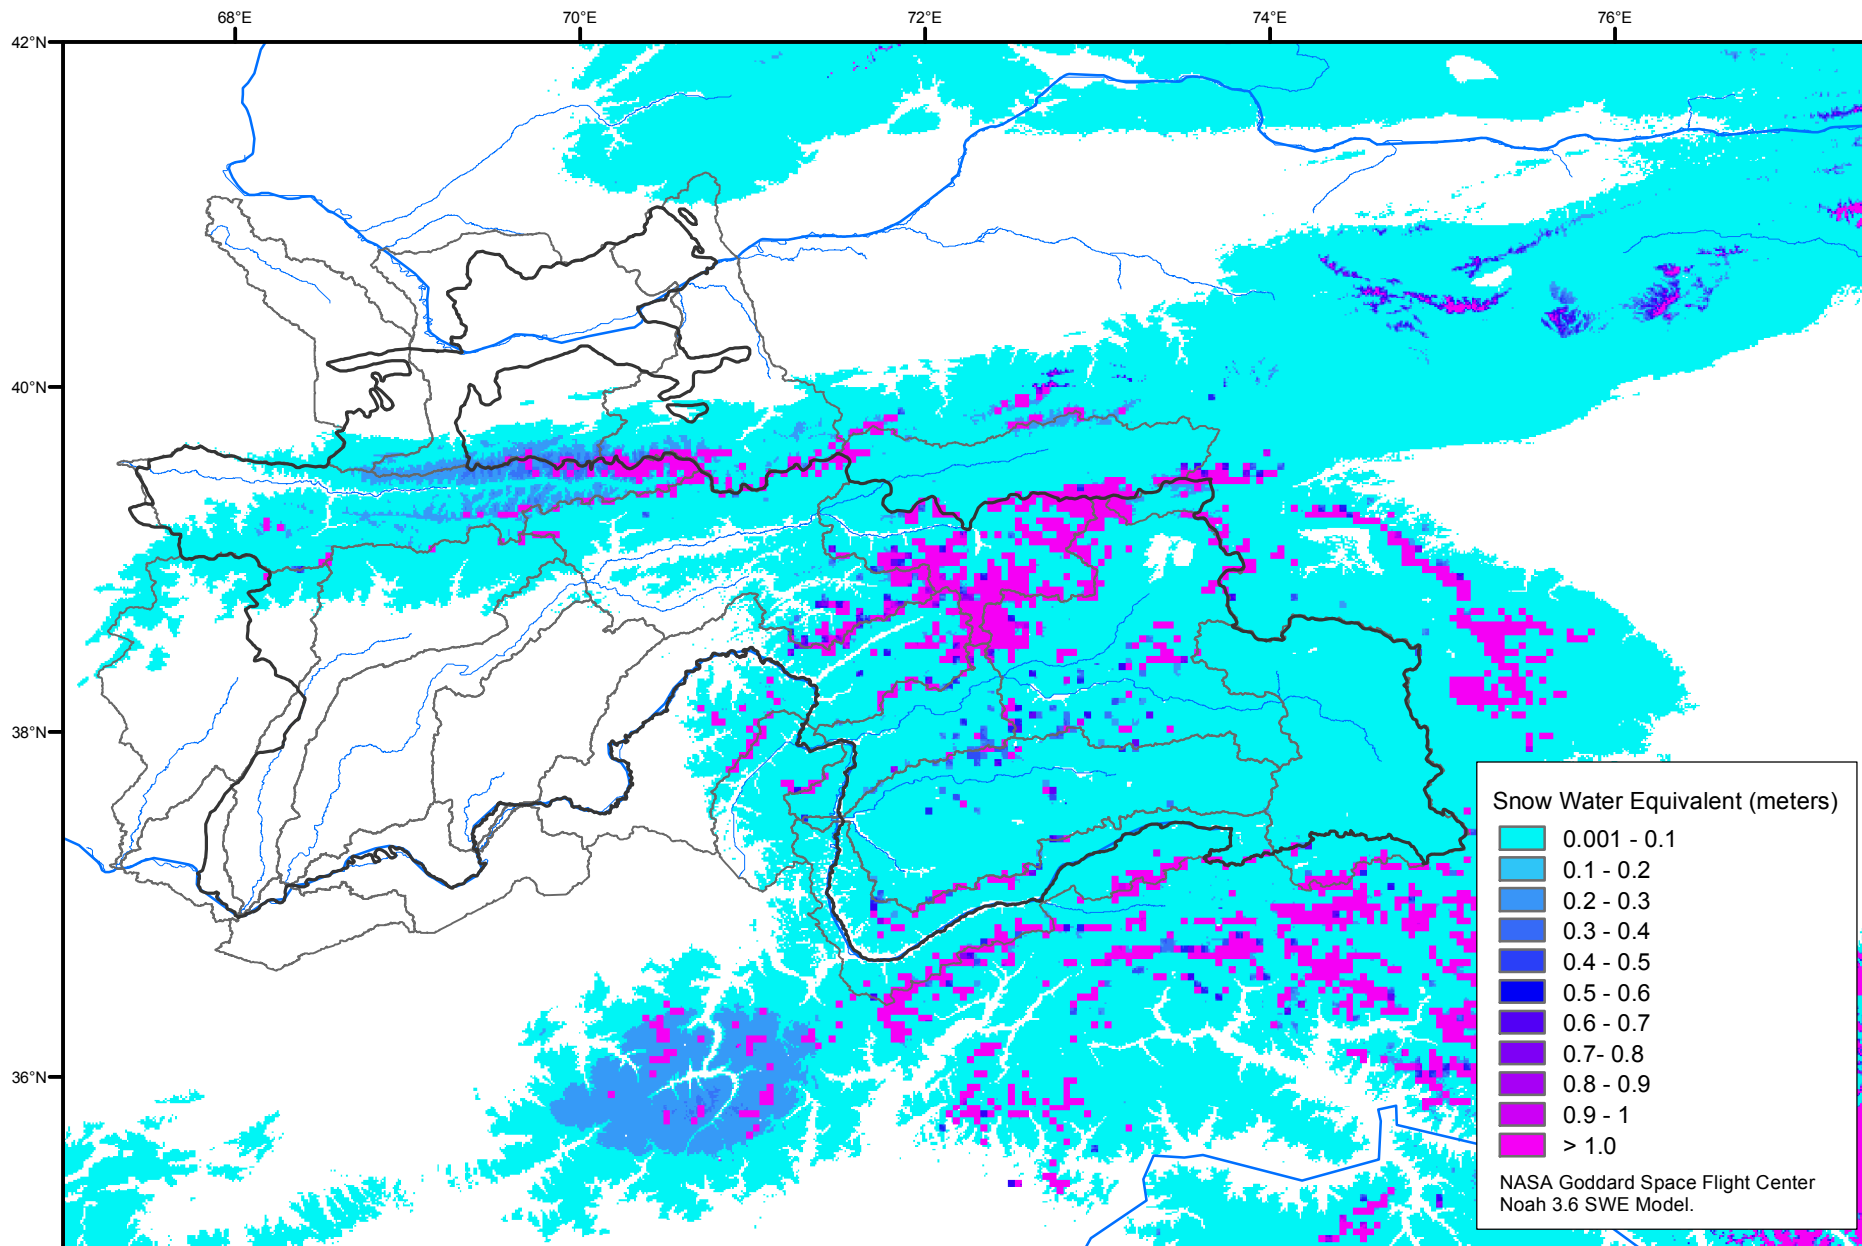 68°E 70°E 72°E 74°E 76°E
42°N
40°N
38°N
36°N
Snow Water Equivalent (meters)
0.001 - 0.1
0.1 - 0.2
0.2 - 0.3
0.3 - 0.4
0.4 - 0.5
0.5 - 0.6
0.6 - 0.7
0.7- 0.8
0.8 - 0.9
0.9 - 1
> 1.0
NASA Goddard Space Flight Center
Noah 3.6 SWE Model.